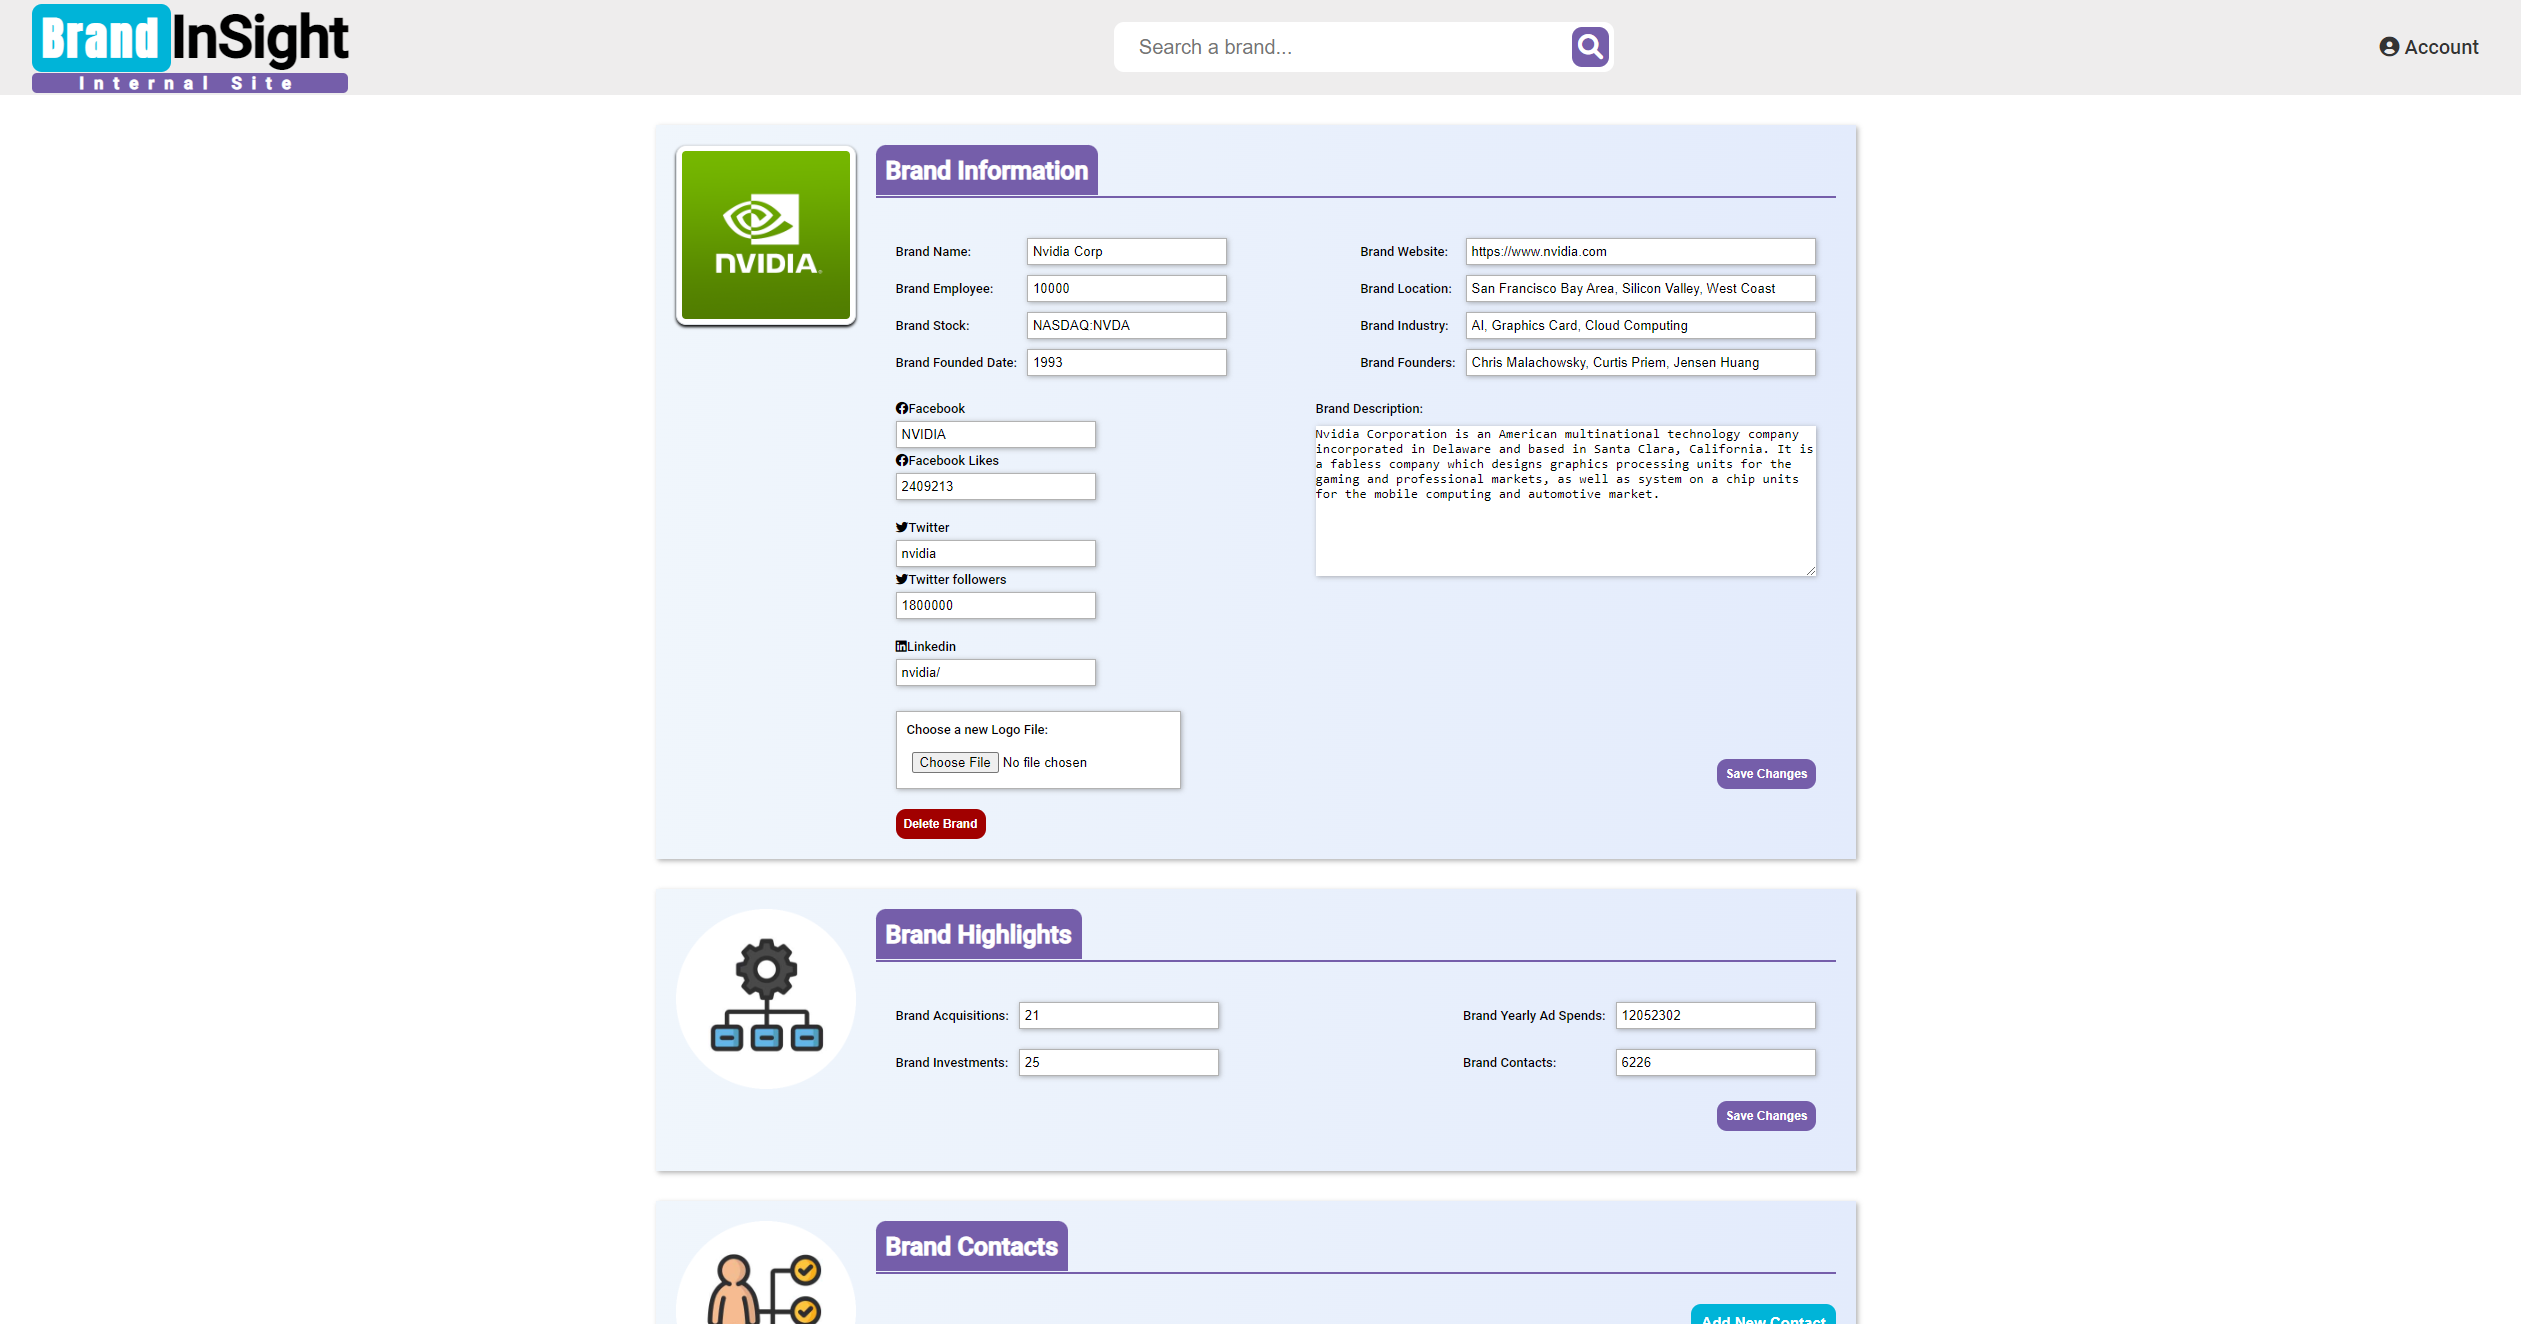 Brand InSight
Internal Site
Search a brand...
Account
NVIDIA.
Brand Information
Brand Name: Nvidia Corp
Brand Website: https://www.nvidia.com
Brand Employee: 10000
Brand Location: San Francisco Bay Area, Silicon Valley, West Coast
Brand Stock: NASDAQ:NVDA
Brand Industry: AI, Graphics Card, Cloud Computing
Brand Founded Date: 1993
Brand Founders: Chris Malachowsky, Curtis Priem, Jensen Huang
Facebook
NVIDIA
Facebook Likes
2409213
Twitter
nvidia
Twitter followers
1800000
Linkedin
nvidia/
Brand Description:
Nvidia Corporation is an American multinational technology company
incorporated in Delaware and based in Santa Clara, California. It is
a fabless company which designs graphics processing units for the
gaming and professional markets, as well as system on a chip units
for the mobile computing and automotive market.
Choose a new Logo File:
Choose File No file chosen
Save Changes
Delete Brand
Brand Highlights
Brand Acquisitions: 21
Brand Yearly Ad Spends: 12052302
Brand Investments: 25
Brand Contacts: 6226
Save Changes
Brand Contacts
Add New Contact